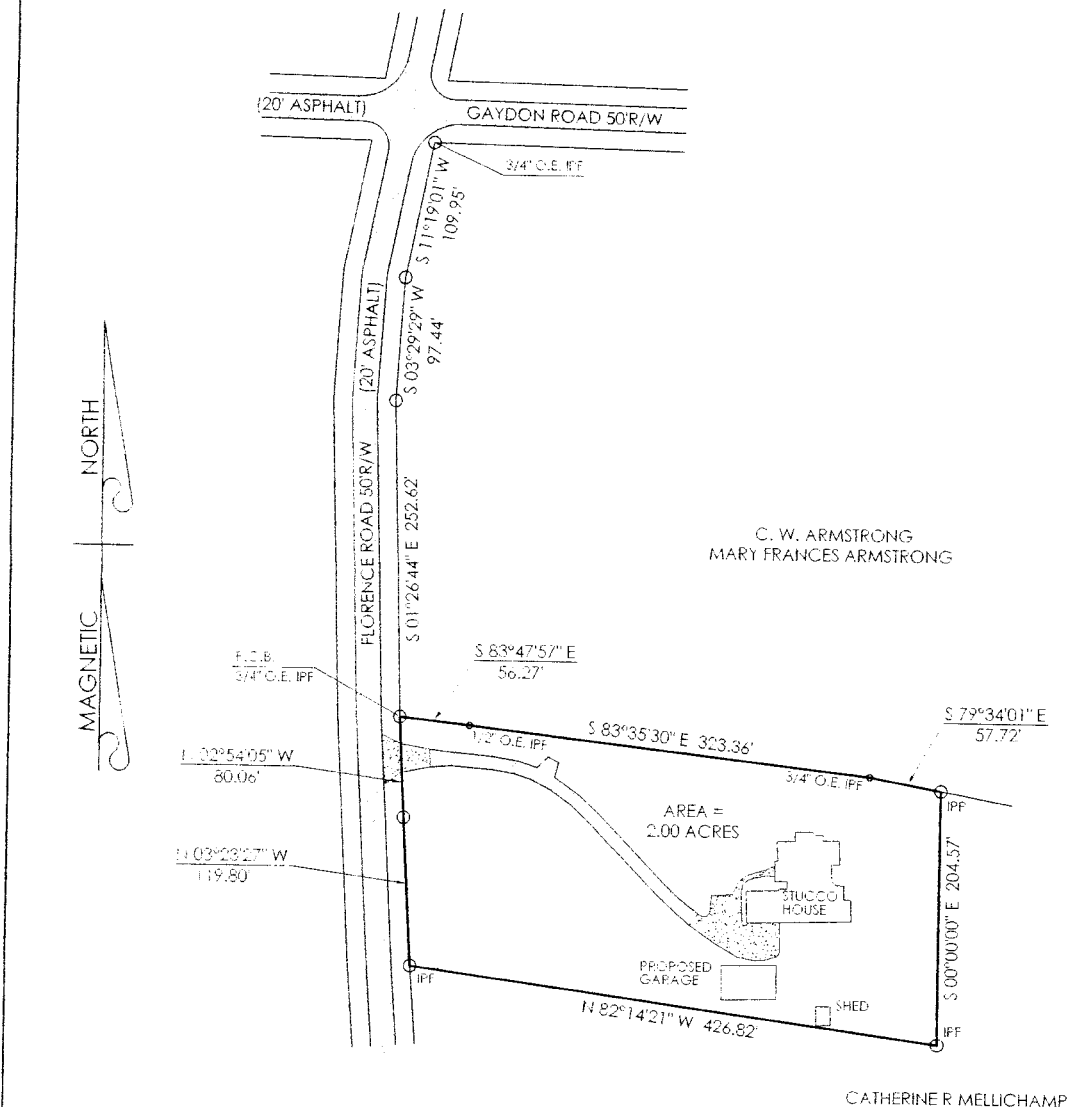 (20' ASPHALT)
GAYDON ROAD 50'R/W
3/4" O.E. IPF
S 11°19'01" W
109.95'
S 03°29'29" W
97.44'
(20' ASPHALT)
FLORENCE ROAD 50'R/W
S 01°26'44" E 252.62'
MAGNETIC NORTH
C. W. ARMSTRONG
MARY FRANCES ARMSTRONG
P.O.B.
3/4" O.E. IPF
S 83°47'57" E
56.27'
1/2" O.E. IPF
S 83°35'30" E 323.36'
S 79°34'01" E
57.72'
3/4" O.E. IPF
IPF
N 02°54'05" W
80.06'
AREA =
2.00 ACRES
N 03°23'27" W
119.80'
STUCCO
HOUSE
S 00°00'00" E 204.57'
IPF
PROPOSED
GARAGE
SHED
N 82°14'21" W 426.82'
IPF
CATHERINE R MELLICHAMP